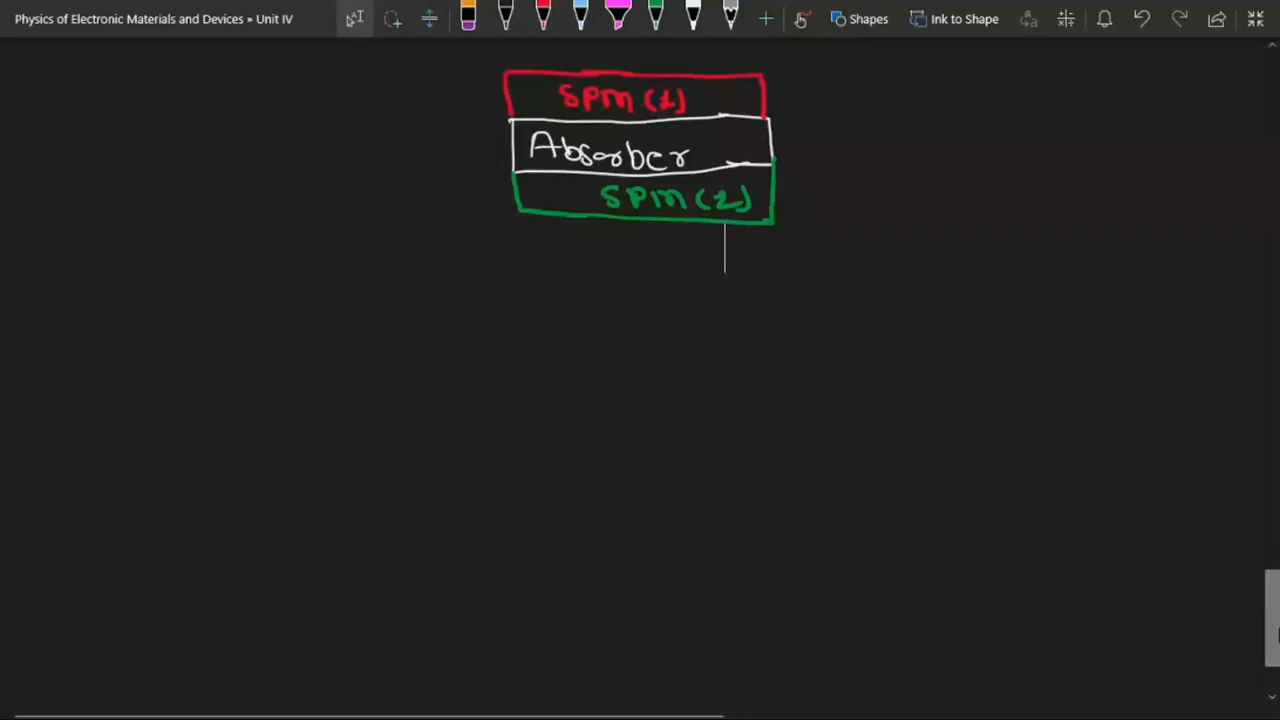 Physics of Electronic Materials and Devices » Unit IV
Shapes
Ink to Shape
SPM (1)
Absorber
SPM (2)